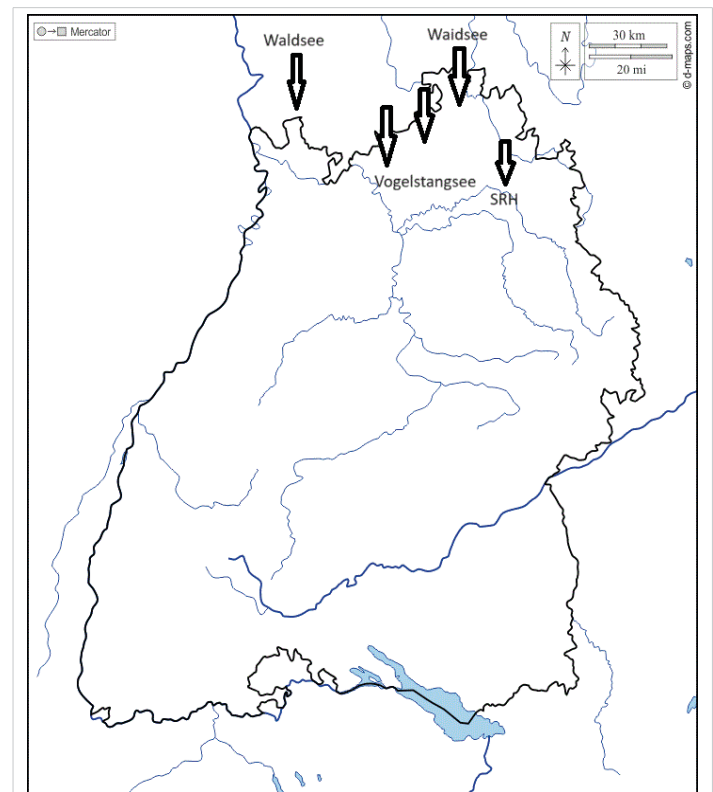 Mercator
Waldsee
Waidsee
N
30 km
20 mi
© d-maps.com
Vogelstangsee
SRH